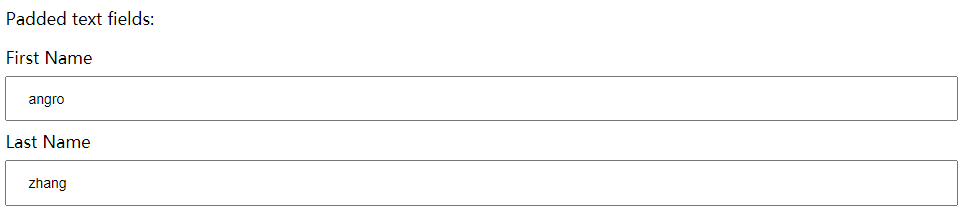 Padded text fields:
First Name
angro
Last Name
zhang